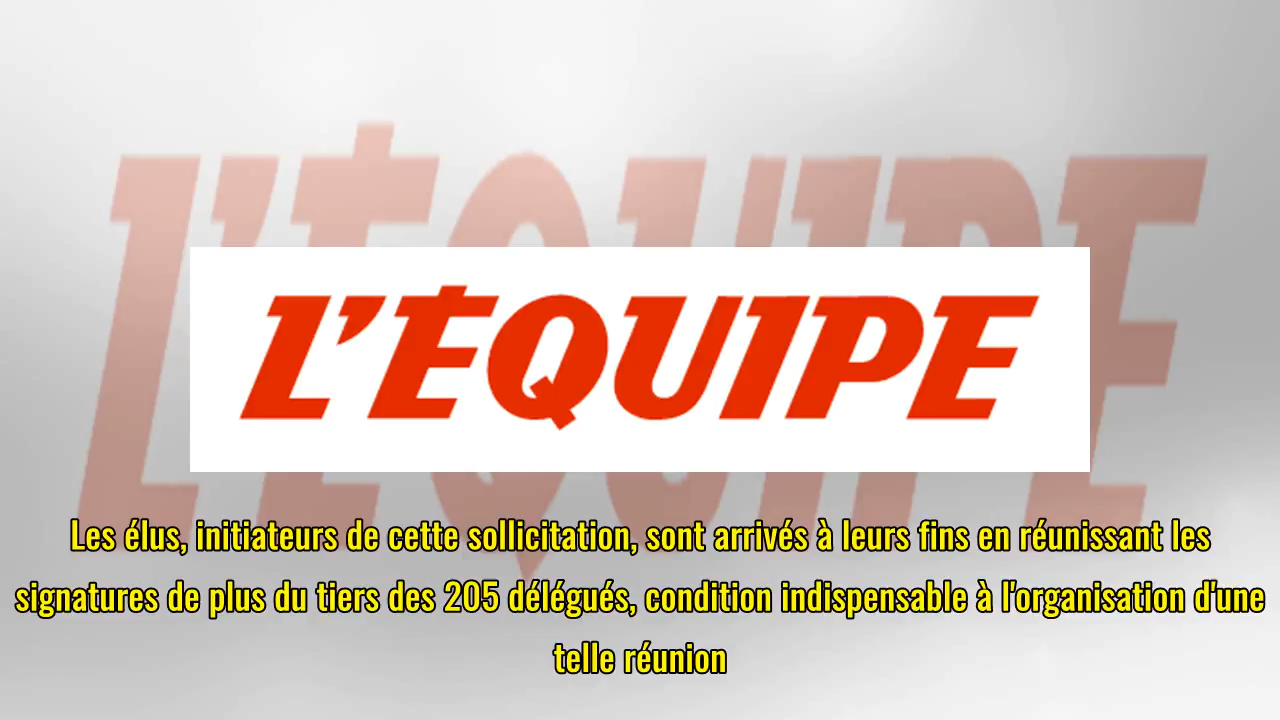 L'ÉQUIPE
L'ÉQUIPE
Les élus, initiateurs de cette sollicitation, sont arrivés à leurs fins en réunissant les
signatures de plus du tiers des 205 délégués, condition indispensable à l'organisation d'une
telle réunion